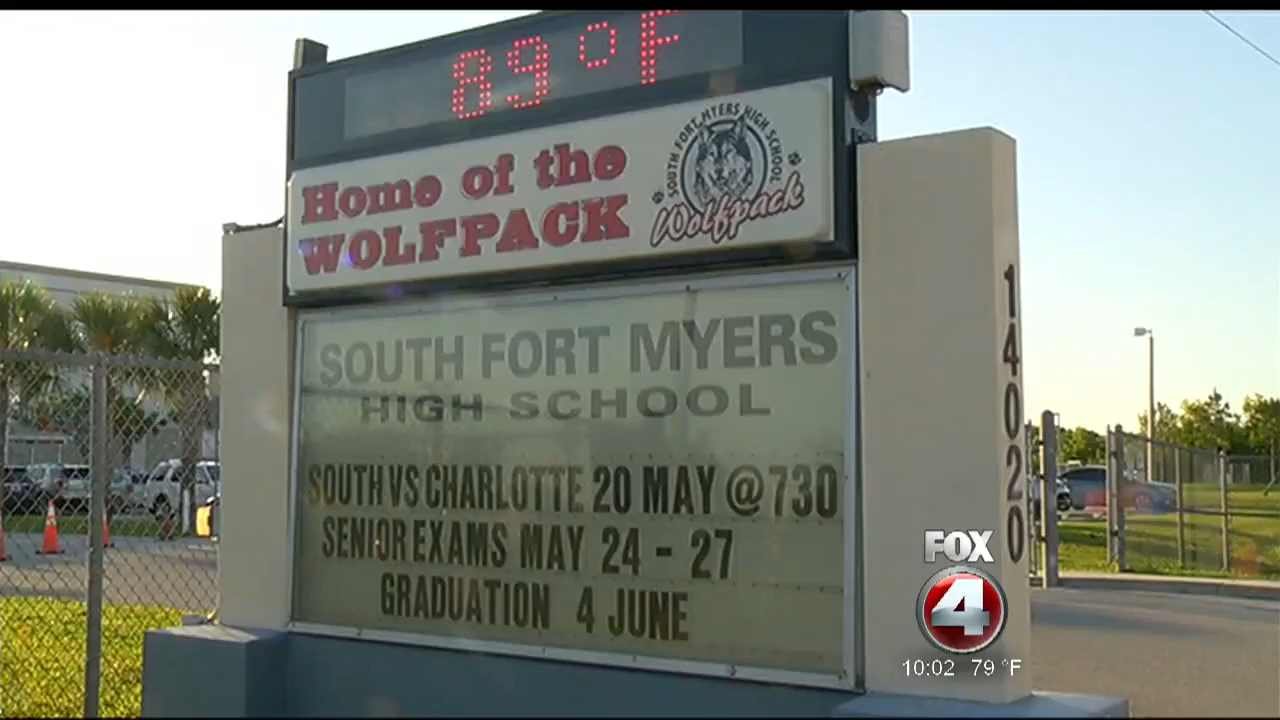 89°F
Home of the
WOLFPACK
SOUTH FORT MYERS HIGH SCHOOL
Wolfpack
SOUTH FORT MYERS
HIGH SCHOOL
SOUTH VS CHARLOTTE 20 MAY @ 730
SENIOR EXAMS MAY 24 - 27
GRADUATION 4 JUNE
14020
FOX
4
10:02 79 °F